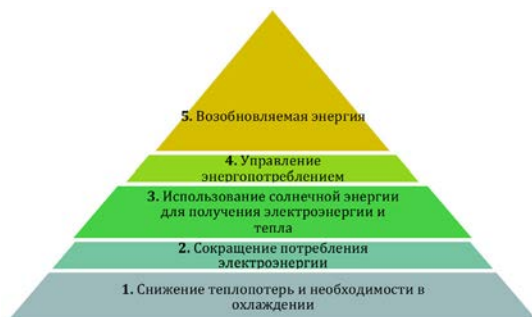 5. Возобновляемая энергия
4. Управление
энергопотреблением
3. Использование солнечной энергии
для получения электроэнергии и
тепла
2. Сокращение потребления
электроэнергии
1. Снижение теплопотерь и необходимости в
охлаждении